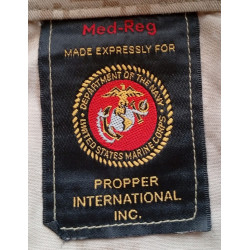 Med-Reg
MADE EXPRESSLY FOR
DEPARTMENT OF THE NAVY
UNITED STATES MARINE CORPS
PROPPER
INTERNATIONAL
INC.